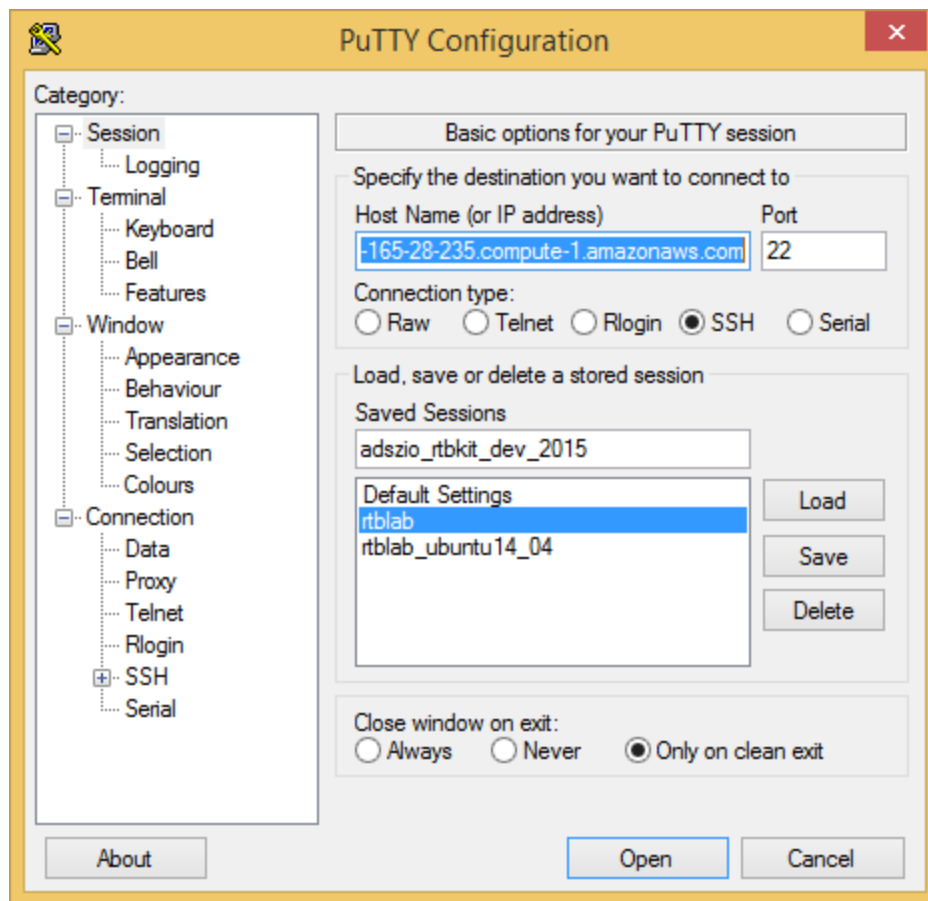 PuTTY Configuration
Category:
Session
Logging
Terminal
Keyboard
Bell
Features
Window
Appearance
Behaviour
Translation
Selection
Colours
Connection
Data
Proxy
Telnet
Rlogin
SSH
Serial
Basic options for your PuTTY session
Specify the destination you want to connect to
Host Name (or IP address) Port
-165-28-235.compute-1.amazonaws.com 22
Connection type:
Raw Telnet Rlogin SSH Serial
Load, save or delete a stored session
Saved Sessions
adszio_rtbkit_dev_2015
Default Settings
rtblab
rtblab_ubuntu14_04
Load
Save
Delete
Close window on exit:
Always Never Only on clean exit
About Open Cancel